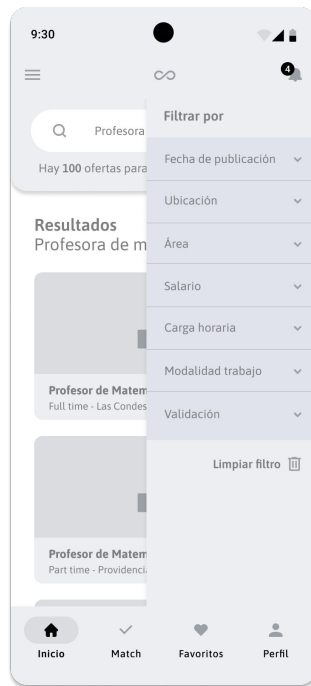 9:30
4
Profesora
Hay 100 ofertas para
Filtrar por
Fecha de publicación
Ubicación
Área
Salario
Carga horaria
Modalidad trabajo
Validación
Limpiar filtro
Resultados
Profesora de m
Profesor de Matem
Full time - Las Condes
Profesor de Matem
Part time - Providencia
Inicio
Match
Favoritos
Perfil